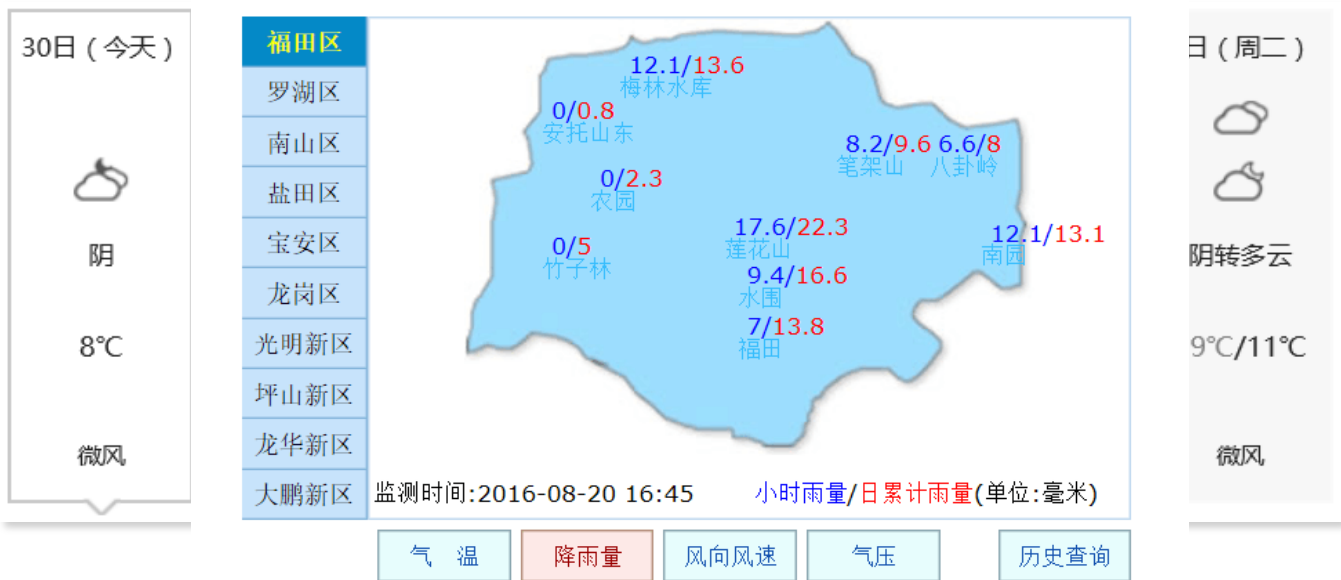 30日（今天）
阴
8℃
微风
福田区
罗湖区
南山区
盐田区
宝安区
龙岗区
光明新区
坪山新区
龙华新区
大鹏新区
12.1/13.6
梅林水库
0/0.8
安托山东
8.2/9.6 6.6/8
笔架山 八卦岭
0/2.3
农园
17.6/22.3
莲花山
12.1/13.1
南园
0/5
竹子林
9.4/16.6
水围
7/13.8
福田
监测时间:2016-08-20 16:45 小时雨量/日累计雨量(单位:毫米)
气 温 降雨量 风向风速 气压 历史查询
日（周二）
阴转多云
9℃/11℃
微风